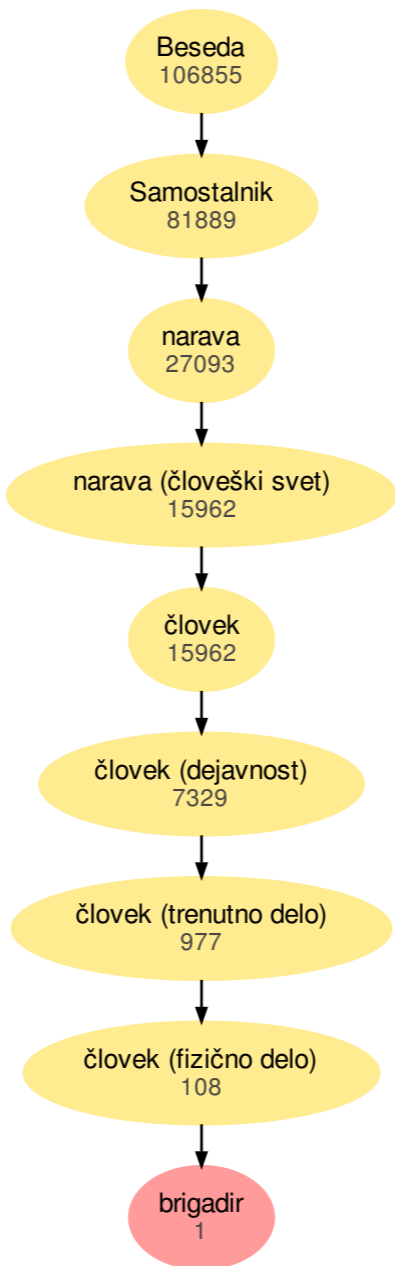 Beseda
106855
Samostalnik
81889
narava
27093
narava (človeški svet)
15962
človek
15962
človek (dejavnost)
7329
človek (trenutno delo)
977
človek (fizično delo)
108
brigadir
1